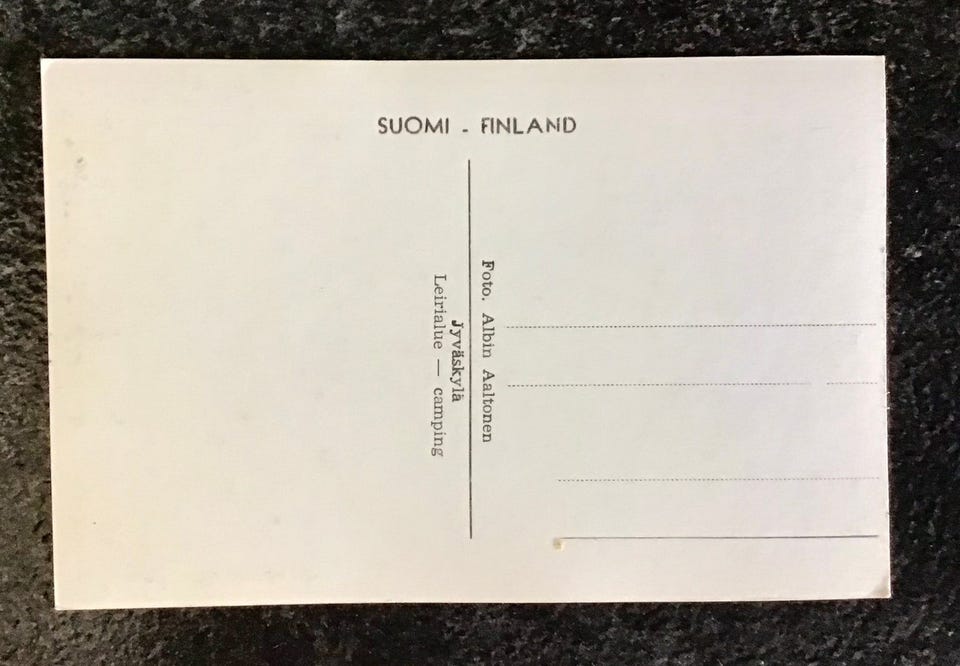 SUOMI - FINLAND
Foto. Albin Aaltonen
Jyväskylä
Leirialue — camping